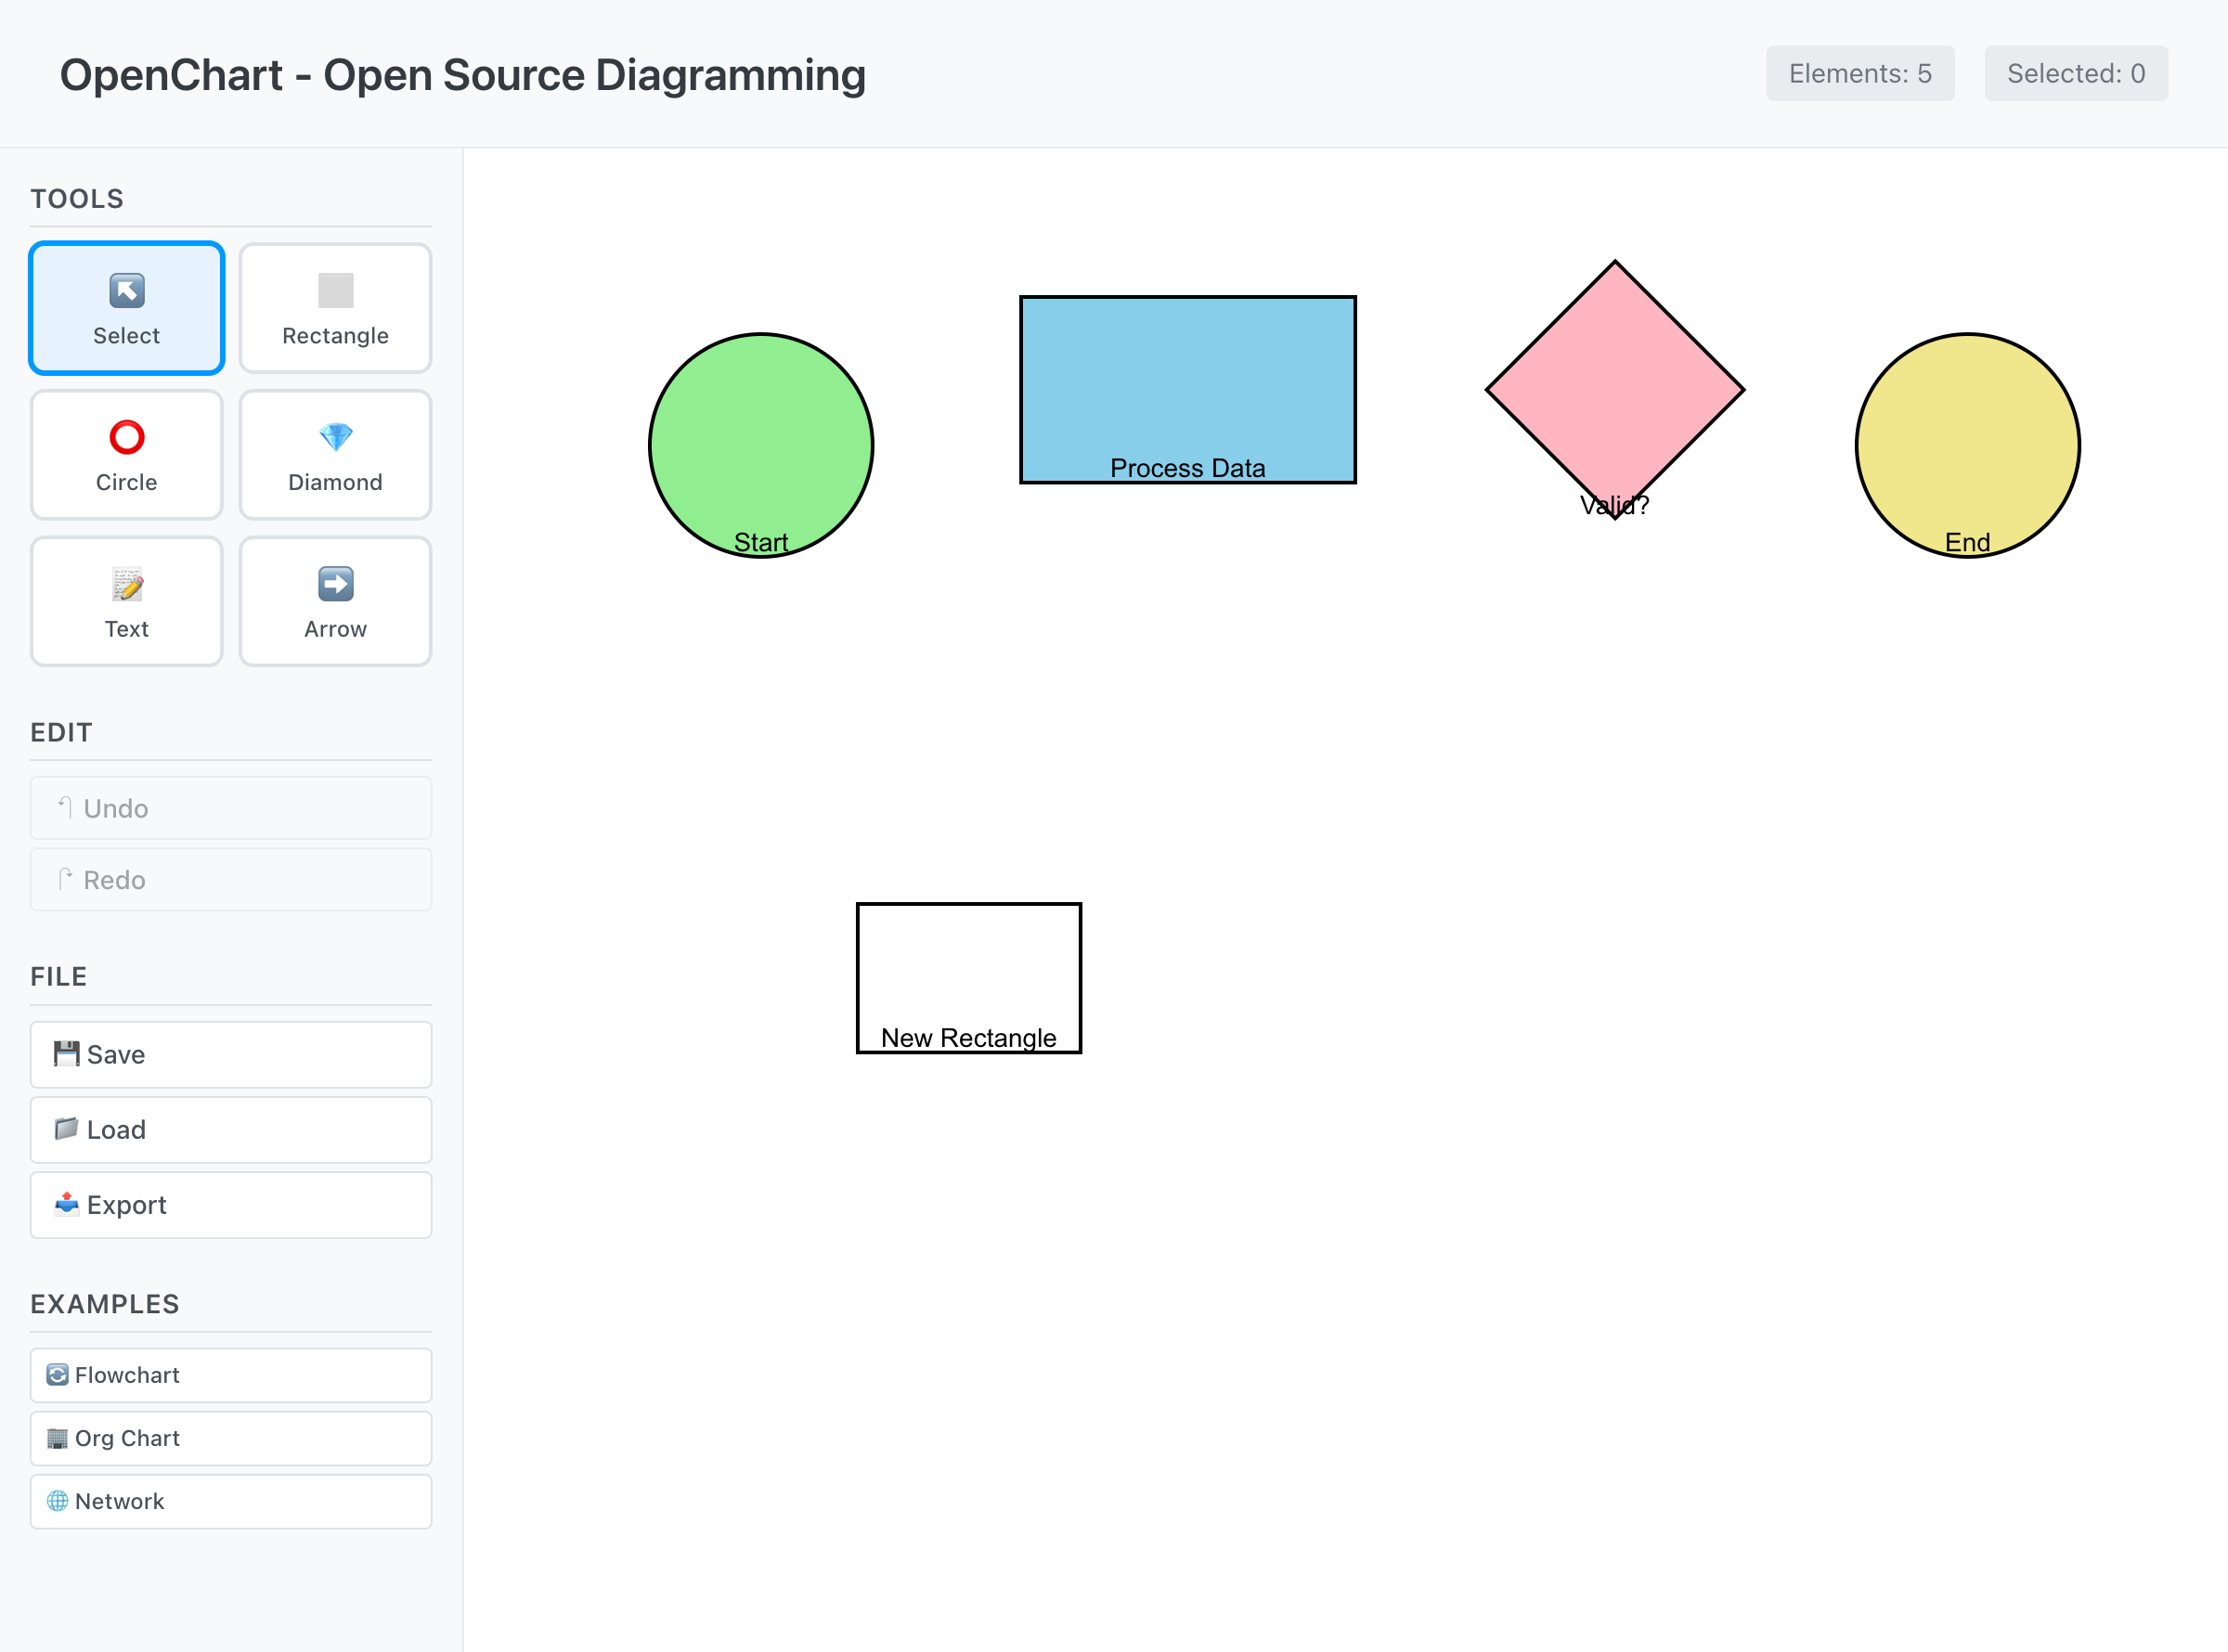 OpenChart - Open Source Diagramming
Elements: 5
Selected: 0
TOOLS
Select
Rectangle
Circle
Diamond
Text
Arrow
EDIT
Undo
Redo
FILE
Save
Load
Export
EXAMPLES
Flowchart
Org Chart
Network
Process Data
Valid?
Start
End
New Rectangle